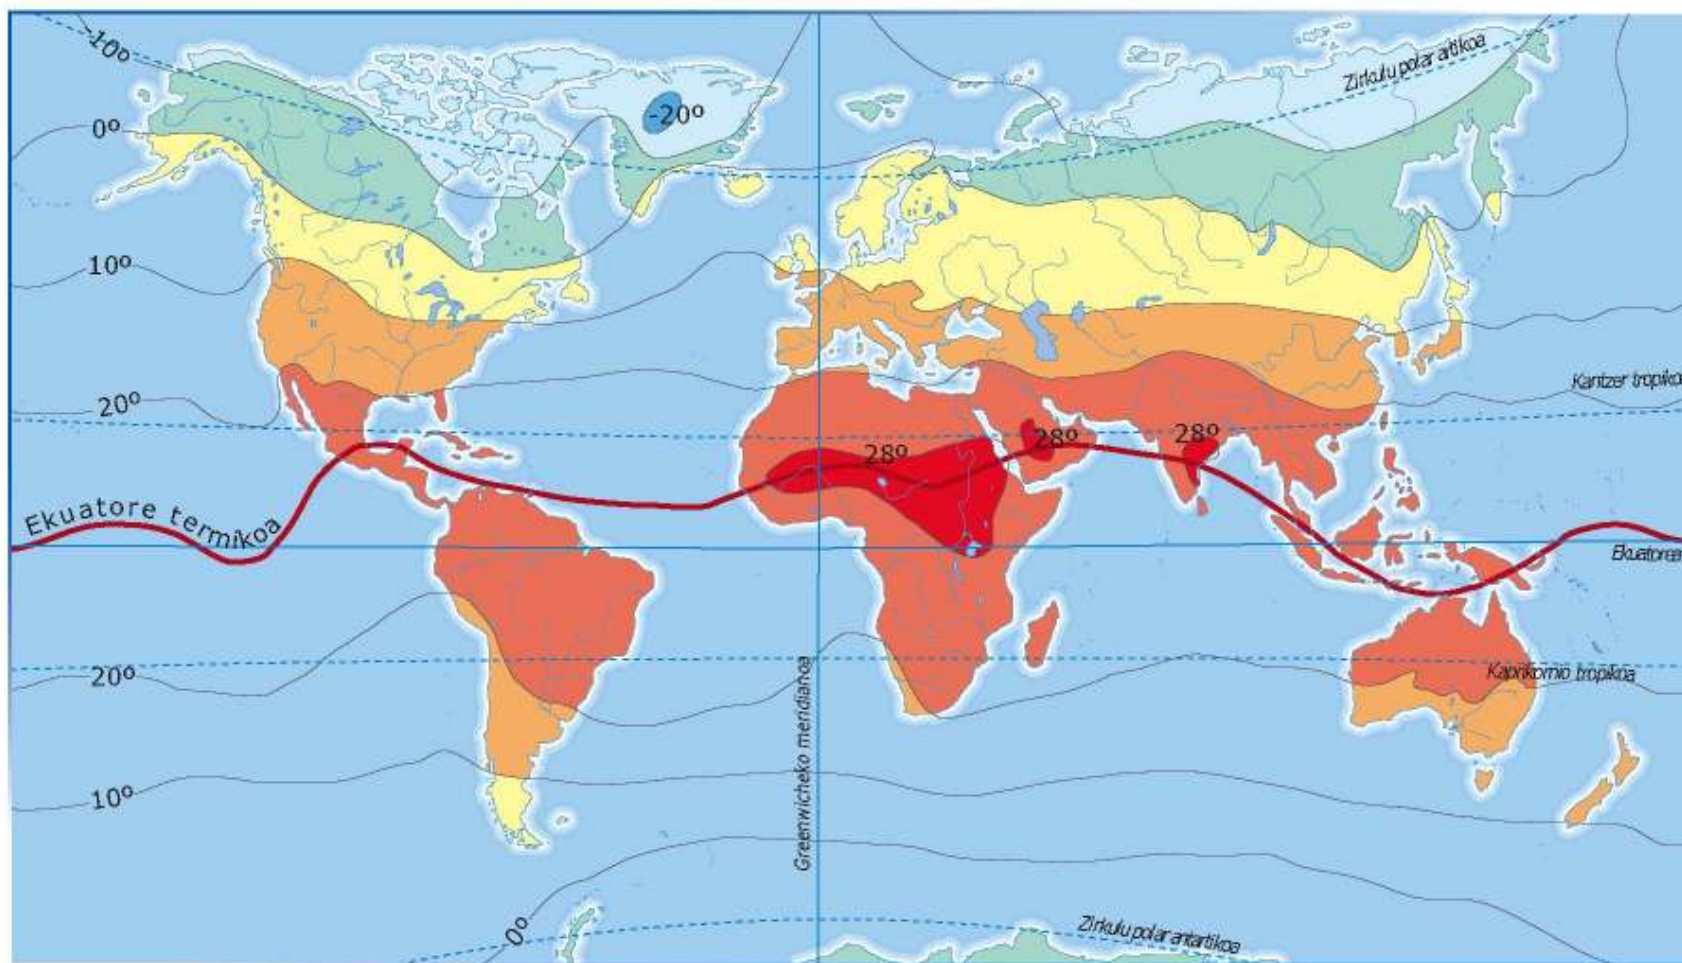 -10º
Zirkulu polar artikoa
-20º
0º
10º
Kantzer tropikoa
20º
28º
28º
28º
Ekuatore termikoa
Ekuatorea
Greenwicheko meridianoa
20º
Kaprikornio tropikoa
10º
0º
Zirkulu polar antartikoa